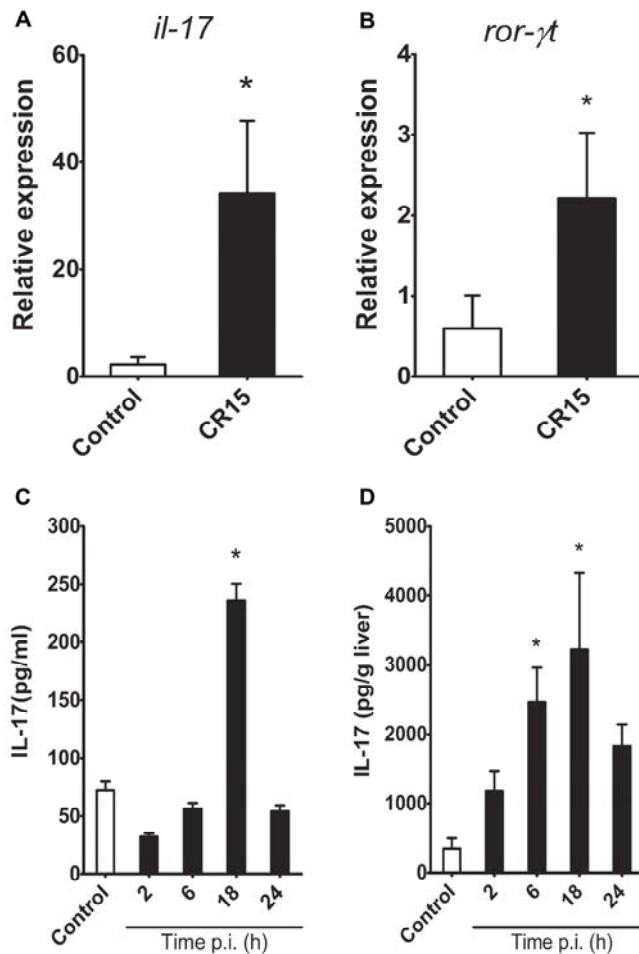 A
il-17
Relative expression
60
40
20
0
*
Control
CR15
B
ror-γt
Relative expression
4
3
2
1
0
*
Control
CR15
C
IL-17(pg/ml)
300
250
200
150
100
50
0
*
Control
2
6
18
24
Time p.i. (h)
D
IL-17 (pg/g liver)
5000
4000
3000
2000
1000
0
*
*
Control
2
6
18
24
Time p.i. (h)